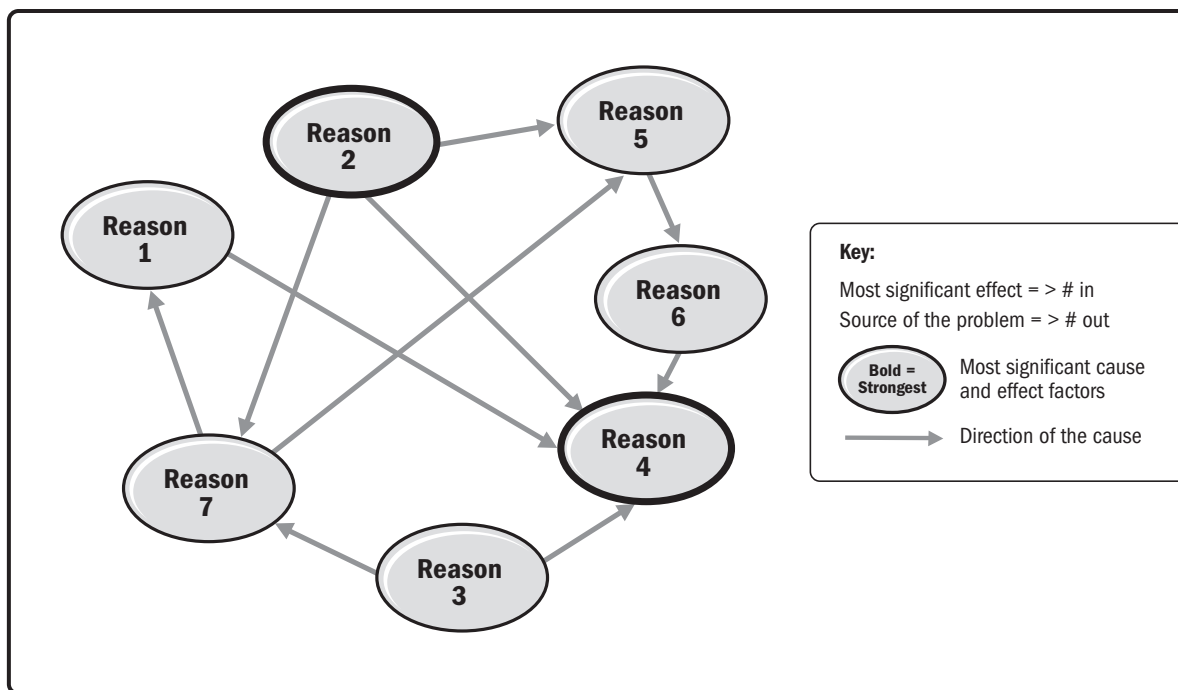 Reason
2
Reason
5
Reason
1
Reason
6
Reason
4
Reason
7
Reason
3
Key:
Most significant effect = > # in
Source of the problem = > # out
Bold =
Strongest
Most significant cause
and effect factors
Direction of the cause